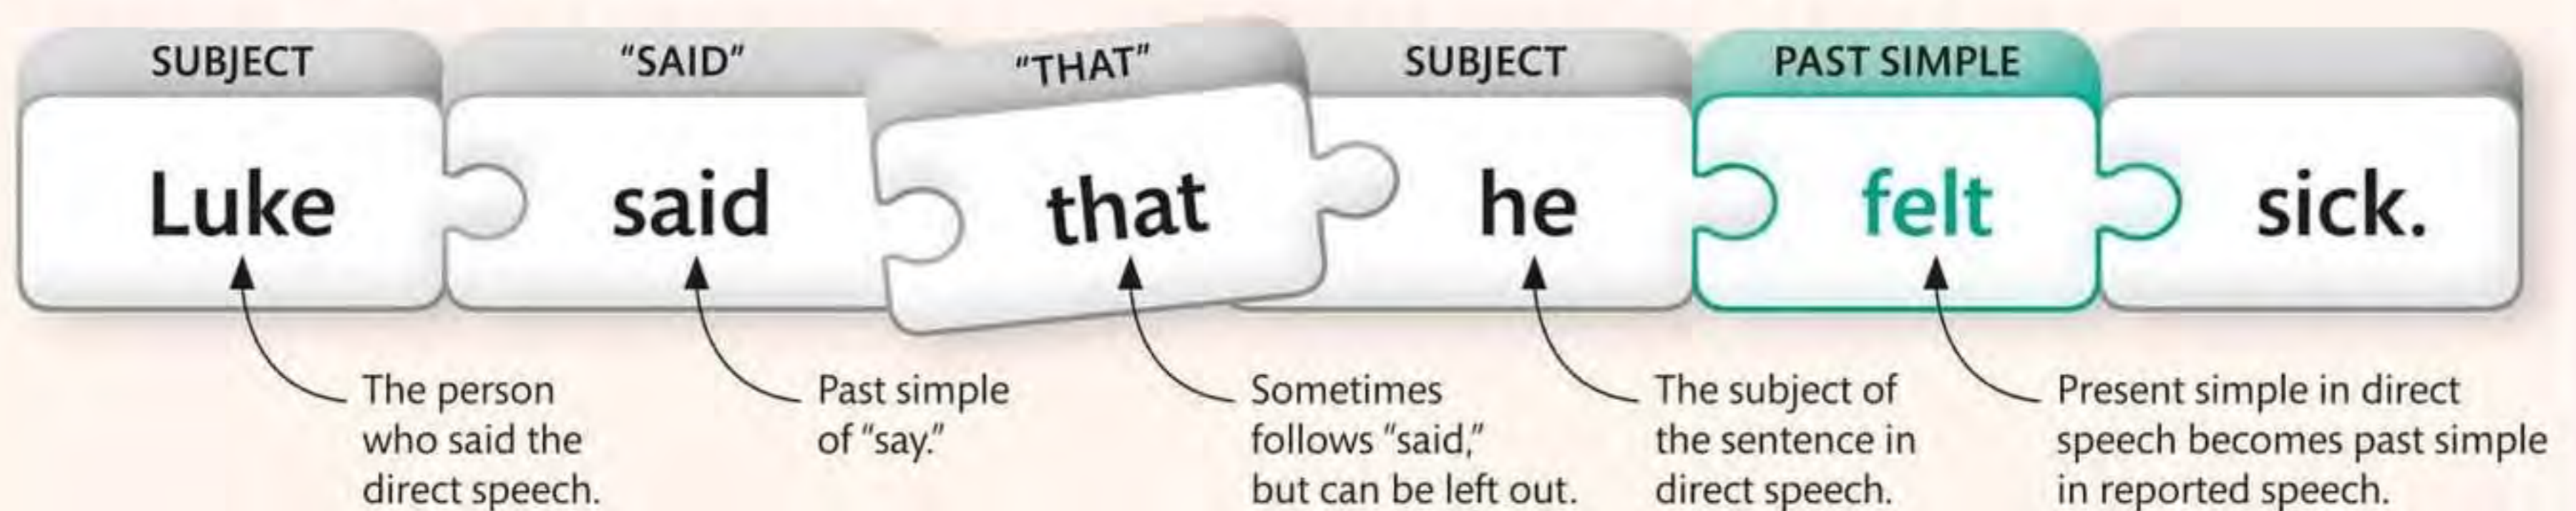 SUBJECT "SAID" "THAT" SUBJECT PAST SIMPLE
Luke said that he felt sick.
The person
who said the
direct speech.
Past simple
of "say."
Sometimes
follows "said,"
but can be left out.
The subject of
the sentence in
direct speech.
Present simple in direct
speech becomes past simple
in reported speech.